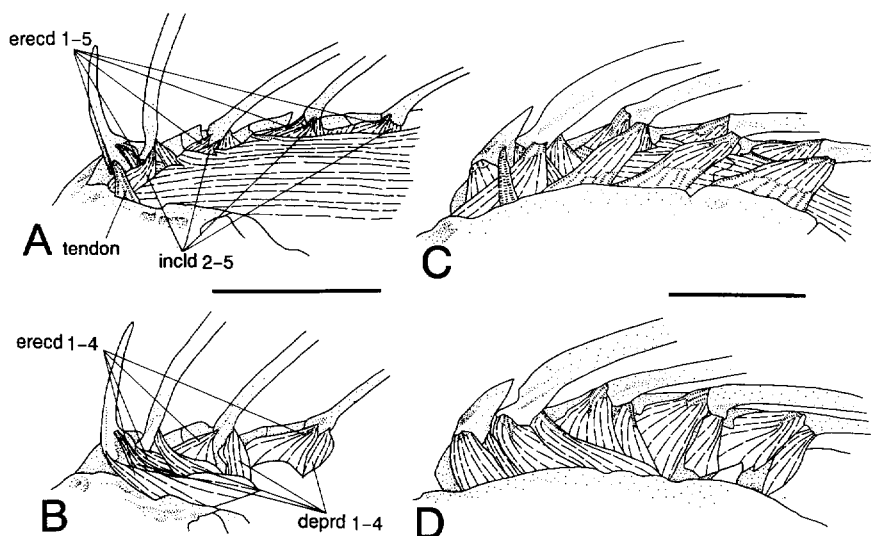 erecd 1–5
A
tendon
incld 2–5
C
erecd 1–4
B
deprd 1–4
D